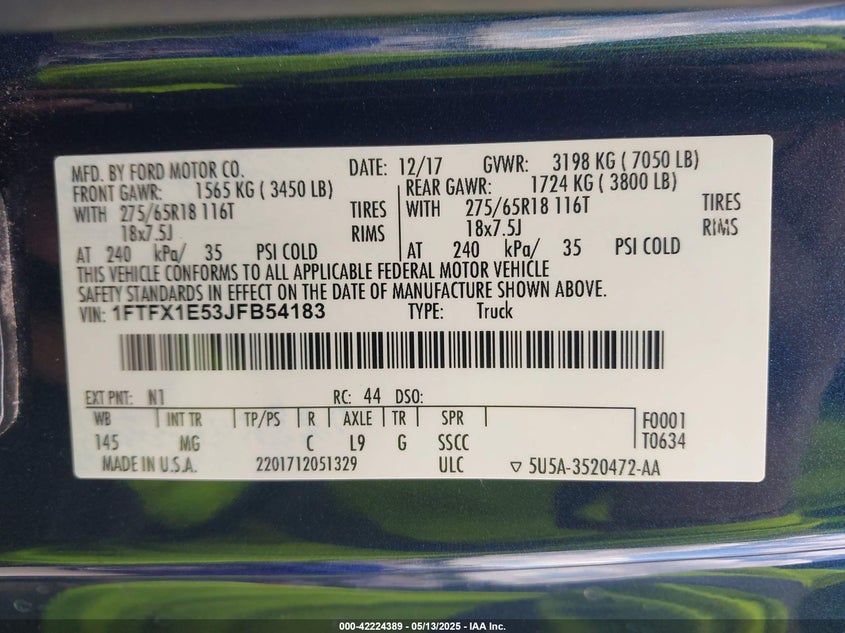 MFD. BY FORD MOTOR CO. DATE: 12/17 GVWR: 3198 KG ( 7050 LB)
FRONT GAWR: 1565 KG ( 3450 LB) REAR GAWR: 1724 KG ( 3800 LB)
WITH 275/65R18 116T TIRES WITH 275/65R18 116T TIRES
18x7.5J RIMS 18x7.5J RIMS
AT 240 kPa/ 35 PSI COLD AT 240 kPa/ 35 PSI COLD
THIS VEHICLE CONFORMS TO ALL APPLICABLE FEDERAL MOTOR VEHICLE
SAFETY STANDARDS IN EFFECT ON THE DATE OF MANUFACTURE SHOWN ABOVE.
VIN: 1FTFX1E53JFB54183 TYPE: Truck
EXT PNT: N1 RC: 44 DSO:
WB INT TR TP/PS R AXLE TR SPR F0001
145 MG C L9 G SSCC T0634
MADE IN U.S.A. 2201712051329 ULC ▽ 5U5A-3520472-AA
000-42224389 - 05/13/2025 - IAA Inc.